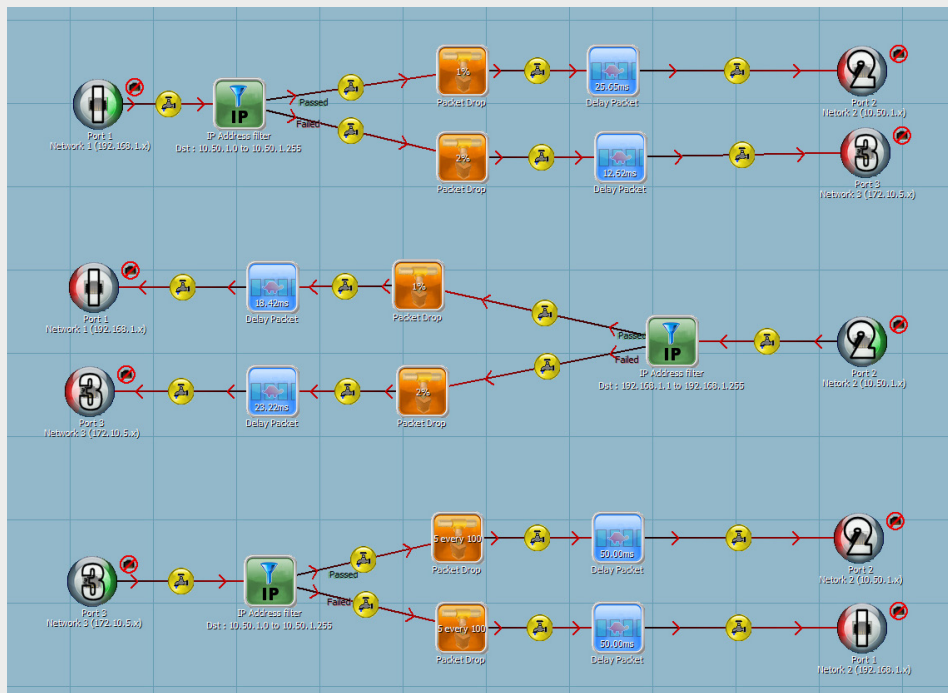 1%
25.65ms
2
Passed
Packet Drop
Delay Packet
Port 2
Netork 2 (10.50.1.x)
1
IP
Port 1
Network 1 (192.168.1.x)
IP Address filter
Dst : 10.50.1.0 to 10.50.1.255
Failed
2%
12.62ms
3
Packet Drop
Delay Packet
Port 3
Network 3 (172.10.5.x)
1
18.42ms
1%
Port 1
Netork 1 (192.168.1.x)
Delay Packet
Packet Drop
Passed
IP
2
Failed
IP Address filter
Dst : 192.168.1.1 to 192.168.1.255
Port 2
Netork 2 (10.50.1.x)
3
23.22ms
2%
Port 3
Network 3 (172.10.5.x)
Delay Packet
Packet Drop
5 every 100
50.00ms
2
Packet Drop
Delay Packet
Port 2
Netork 2 (10.50.1.x)
Passed
3
IP
Port 3
Network 3 (172.10.5.x)
IP Address filter
Dst : 10.50.1.0 to 10.50.1.255
Failed
5 every 100
50.00ms
1
Packet Drop
Delay Packet
Port 1
Netork 2 (192.168.1.x)